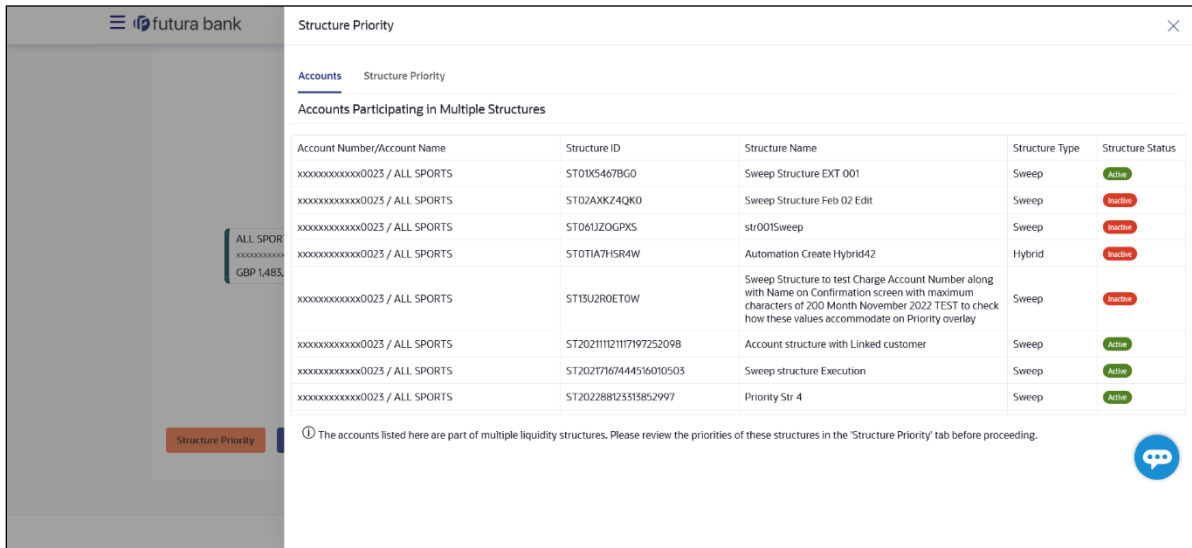 futura bank
Structure Priority
Accounts Structure Priority
Accounts Participating in Multiple Structures
Account Number/Account Name Structure ID Structure Name Structure Type Structure Status
xxxxxxxxxxxx0023 / ALL SPORTS ST01X5467BG0 Sweep Structure EXT 001 Sweep Active
xxxxxxxxxxxx0023 / ALL SPORTS ST02AXKZ4QK0 Sweep Structure Feb 02 Edit Sweep Inactive
xxxxxxxxxxxx0023 / ALL SPORTS ST061JZOGPXS str001Sweep Sweep Inactive
xxxxxxxxxxxx0023 / ALL SPORTS ST0TIA7HSR4W Automation Create Hybrid42 Hybrid Inactive
Sweep Structure to test Charge Account Number along
with Name on Confirmation screen with maximum
xxxxxxxxxxxx0023 / ALL SPORTS ST13U2R0ET0W characters of 200 Month November 2022 TEST to check Sweep Inactive
how these values accommodate on Priority overlay
xxxxxxxxxxxx0023 / ALL SPORTS ST202111121117197252098 Account structure with Linked customer Sweep Active
xxxxxxxxxxxx0023 / ALL SPORTS ST20217167444516010503 Sweep structure Execution Sweep Active
xxxxxxxxxxxx0023 / ALL SPORTS ST202288123313852997 Priority Str 4 Sweep Active
ALL SPOR
GBP 1,483,
Structure Priority
The accounts listed here are part of multiple liquidity structures. Please review the priorities of these structures in the 'Structure Priority' tab before proceeding.